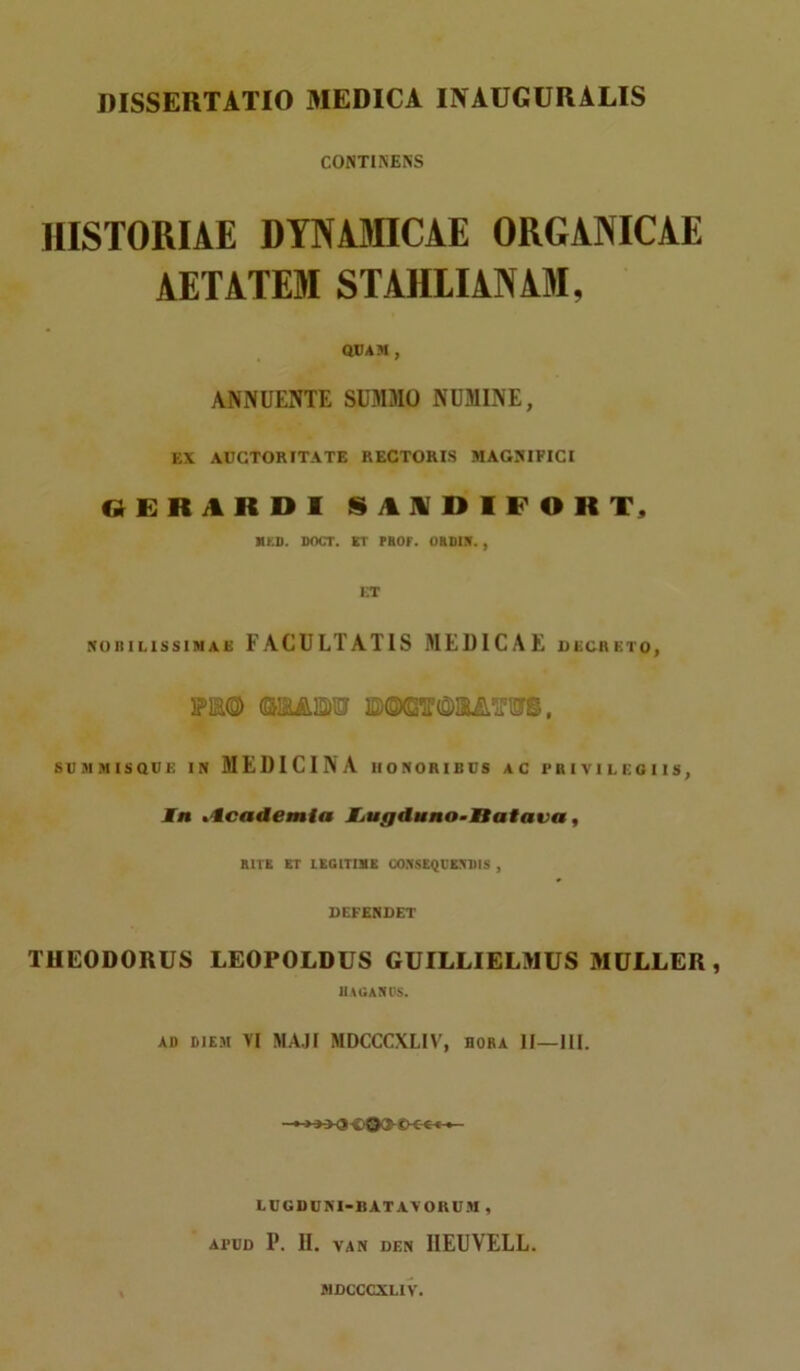 DISSERTATIO MEDICA INAUGURALIS
CONTINENS
HISTORIAE DYNAMICAE ORGANICAE
AETATEM STAHLIANAM,
QUAM,
ANNUENTE SUMMO NUMINE,
EX AUCTORITATE RECTORIS MAGNIFICI
GERARDI SANDIFORT,
MED. DOCT. ET PROF. ORDIN.,
ET
NOBILISSIMAE FACULTATIS MEDICAE DECRETO,
PRO GRADU DOCTORATUS,
SUMMISQUE IN MEDICINA HONORIBUS AC PRIVILEGIIS,
In Academia Lugduno-Batava,
RITE ET LEGITIME CONSEQUENDIS,
DEFENDET
THEODORUS LEOPOLDUS GUILLIELMUS MULLER,
HAGANUS.
AD DIEM VI MAJI MDCCCXLIV, HORA II—III.
LUGDUNI-BATAVORUM,
APUD P. H. VAN DEN HEUVELL.
MDCCCXLIV.